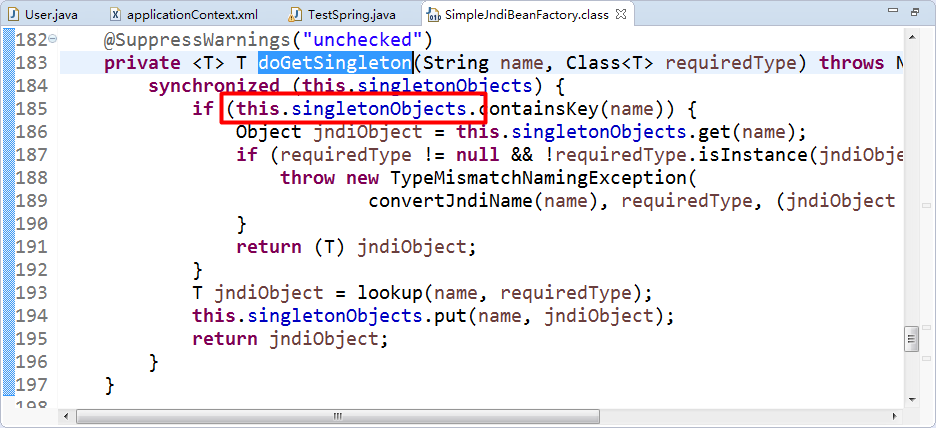 User.java applicationContext.xml TestSpring.java SimpleJndiBeanFactory.class
182 @SuppressWarnings("unchecked")
183 private <T> T doGetSingleton(String name, Class<T> requiredType) throws N
184 synchronized (this.singletonObjects) {
185 if (this.singletonObjects.containsKey(name)) {
186 Object jndiObject = this.singletonObjects.get(name);
187 if (requiredType != null && !requiredType.isInstance(jndiObje
188 throw new TypeMismatchNamingException(
189 convertJndiName(name), requiredType, (jndiObject
190 }
191 return (T) jndiObject;
192 }
193 T jndiObject = lookup(name, requiredType);
194 this.singletonObjects.put(name, jndiObject);
195 return jndiObject;
196 }
197 }
198